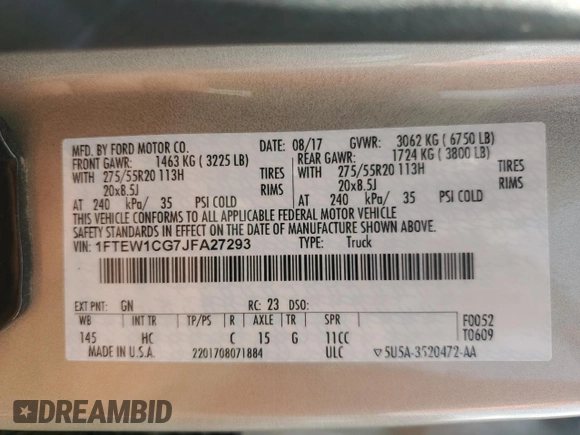 MFD. BY FORD MOTOR CO. DATE: 08/17 GVWR: 3062 KG ( 6750 LB)
FRONT GAWR: 1463 KG ( 3225 LB) REAR GAWR: 1724 KG ( 3800 LB)
WITH 275/55R20 113H TIRES WITH 275/55R20 113H TIRES
20x8.5J RIMS 20x8.5J RIMS
AT 240 kPa/ 35 PSI COLD AT 240 kPa/ 35 PSI COLD
THIS VEHICLE CONFORMS TO ALL APPLICABLE FEDERAL MOTOR VEHICLE
SAFETY STANDARDS IN EFFECT ON THE DATE OF MANUFACTURE SHOWN ABOVE.
VIN: 1FTEW1CG7JFA27293 TYPE: Truck
EXT PNT: GN RC: 23 DSO:
WB INT TR TP/PS R AXLE TR SPR F0052
145 HC C 15 G 11CC T0609
MADE IN U.S.A. 2201708071884 ULC ▽5U5A-3520472-AA
DREAMBID